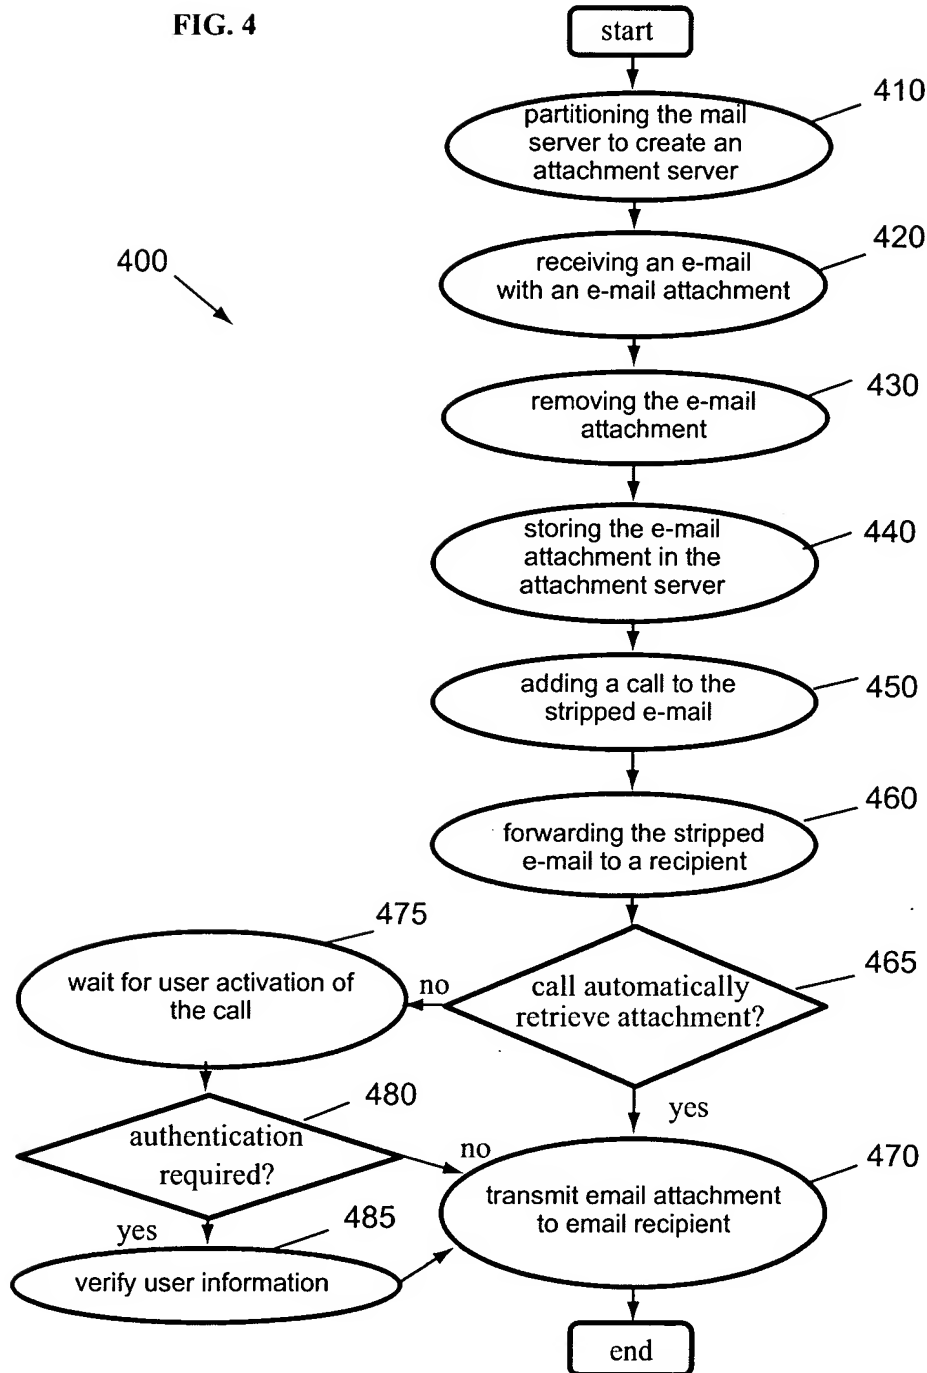 FIG. 4
start
410
partitioning the mail
server to create an
attachment server
420
receiving an e-mail
with an e-mail attachment
400
430
removing the e-mail
attachment
440
storing the e-mail
attachment in the
attachment server
450
adding a call to the
stripped e-mail
460
forwarding the stripped
e-mail to a recipient
475
wait for user activation of
the call
no
465
call automatically
retrieve attachment?
yes
480
authentication
required?
no
470
transmit email attachment
to email recipient
yes
485
verify user information
end